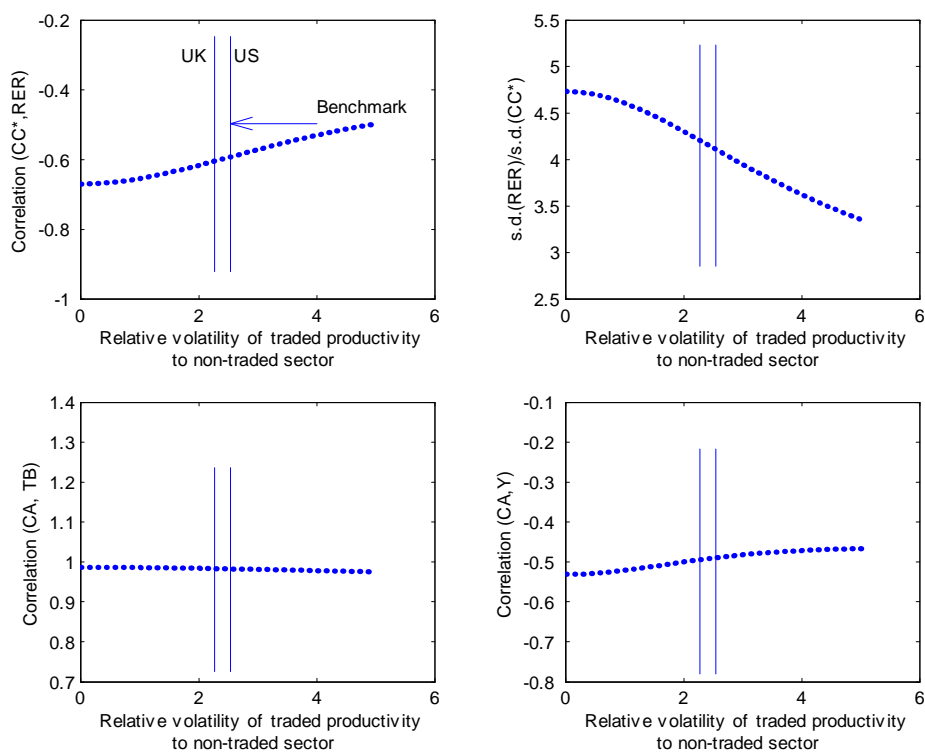 -0.2
-0.4
-0.6
-0.8
-1
Correlation (CC*,RER)
UK
US
Benchmark
0
2
4
6
Relative volatility of traded productivity
to non-traded sector
5.5
5
4.5
4
3.5
3
2.5
s.d.(RER)/s.d.(CC*)
0
2
4
6
Relative volatility of traded productivity
to non-traded sector
1.4
1.3
1.2
1.1
1
0.9
0.8
0.7
Correlation (CA, TB)
0
2
4
6
Relative volatility of traded productivity
to non-traded sector
-0.1
-0.2
-0.3
-0.4
-0.5
-0.6
-0.7
-0.8
Correlation (CA,Y)
0
2
4
6
Relative volatility of traded productivity
to non-traded sector